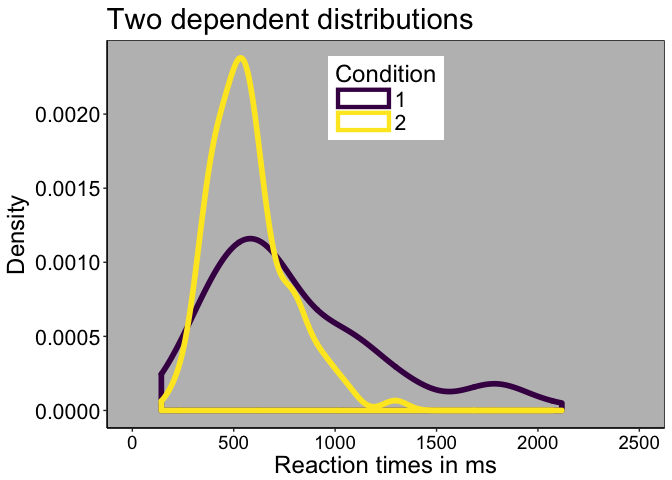 Two dependent distributions
Condition
1
2
Density
0.0020
0.0015
0.0010
0.0005
0.0000
0 500 1000 1500 2000 2500
Reaction times in ms